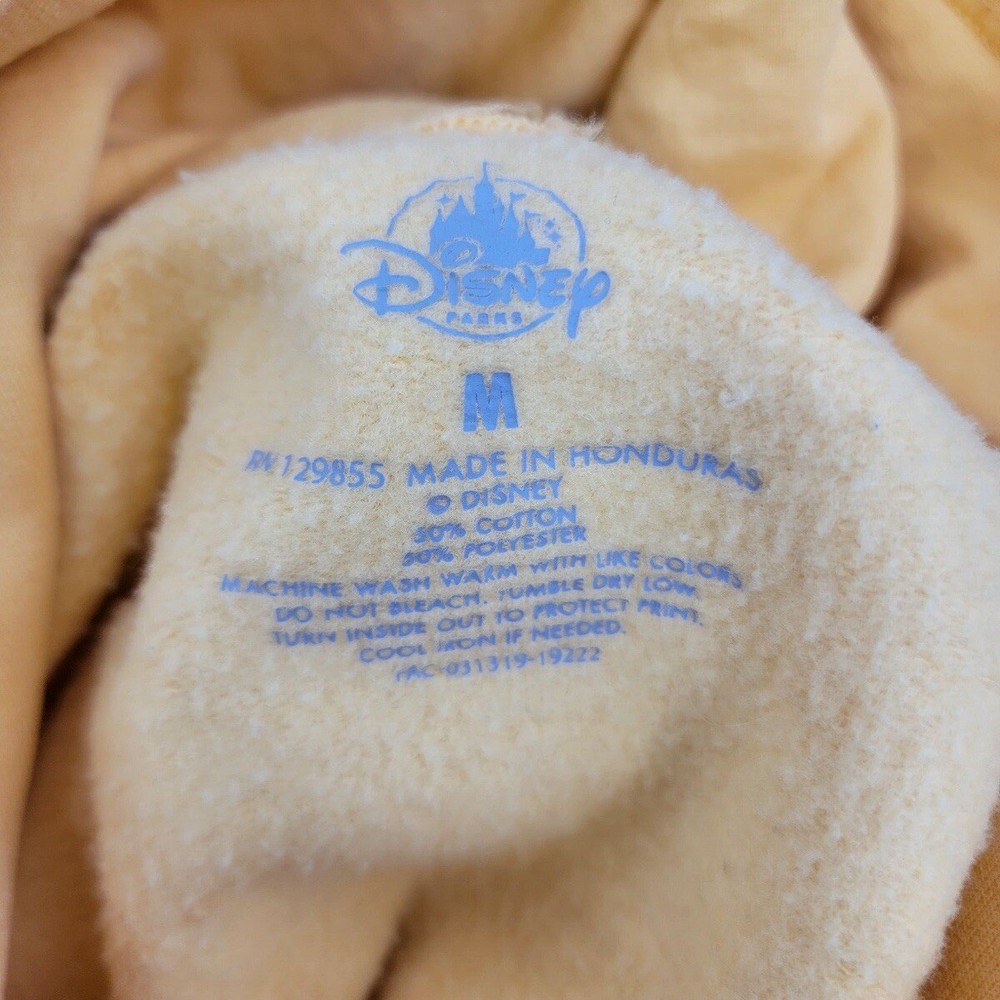 Disney
PARKS
M
RN 129855 MADE IN HONDURAS
© DISNEY
50% COTTON
50% POLYESTER
MACHINE WASH WARM WITH LIKE COLORS
DO NOT BLEACH. TUMBLE DRY LOW.
TURN INSIDE OUT TO PROTECT PRINT.
COOL IRON IF NEEDED.
FAC-031319-19222